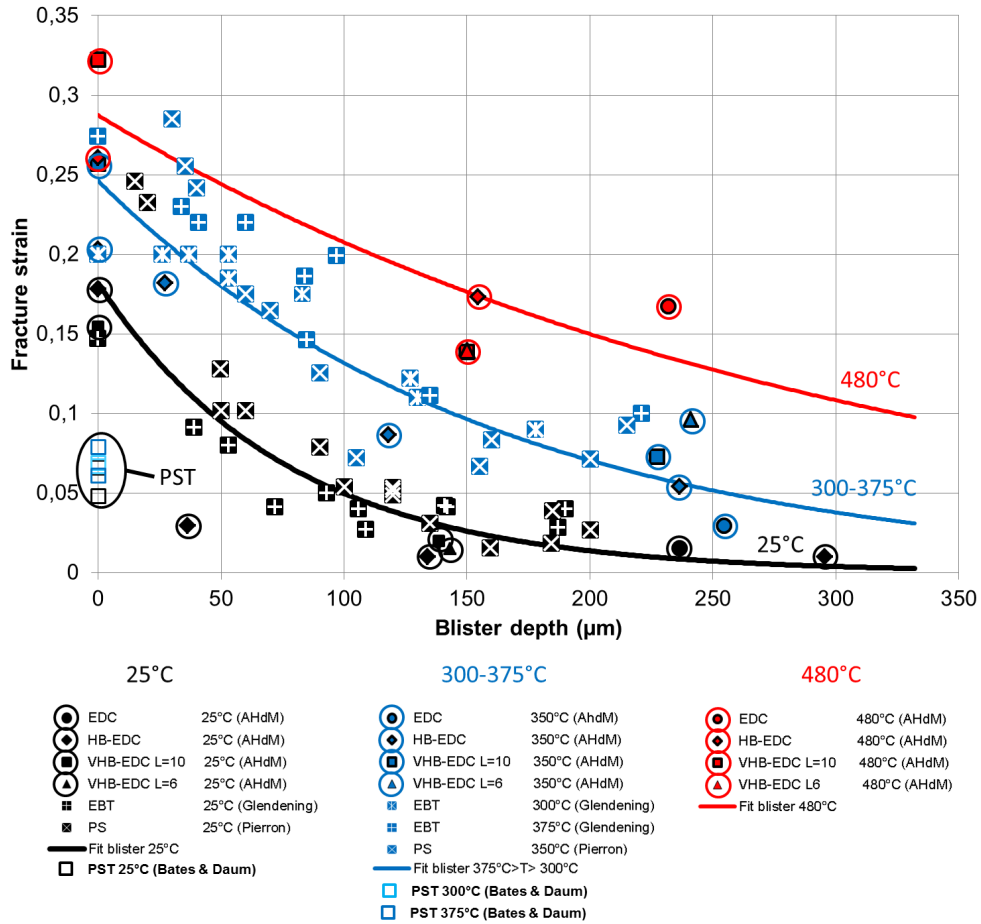 0,35
0,3
0,25
0,2
0,15
0,1
0,05
0
Fracture strain
480°C
300-375°C
25°C
PST
0 50 100 150 200 250 300 350
Blister depth (µm)
25°C 300-375°C 480°C
EDC 25°C (AHdM)
HB-EDC 25°C (AHdM)
VHB-EDC L=10 25°C (AHdM)
VHB-EDC L=6 25°C (AHdM)
EBT 25°C (Glendening)
PS 25°C (Pierron)
Fit blister 25°C
PST 25°C (Bates & Daum)
EDC 350°C (AhdM)
HB-EDC 350°C (AHdM)
VHB-EDC L=10 350°C (AHdM)
VHB-EDC L=6 350°C (AHdM)
EBT 300°C (Glendening)
EBT 375°C (Glendening)
PS 350°C (Pierron)
Fit blister 375°C>T> 300°C
PST 300°C (Bates & Daum)
PST 375°C (Bates & Daum)
EDC 480°C (AHdM)
HB-EDC 480°C (AHdM)
VHB-EDC L=10 480°C (AHdM)
VHB-EDC L6 480°C (AHdM)
Fit blister 480°C